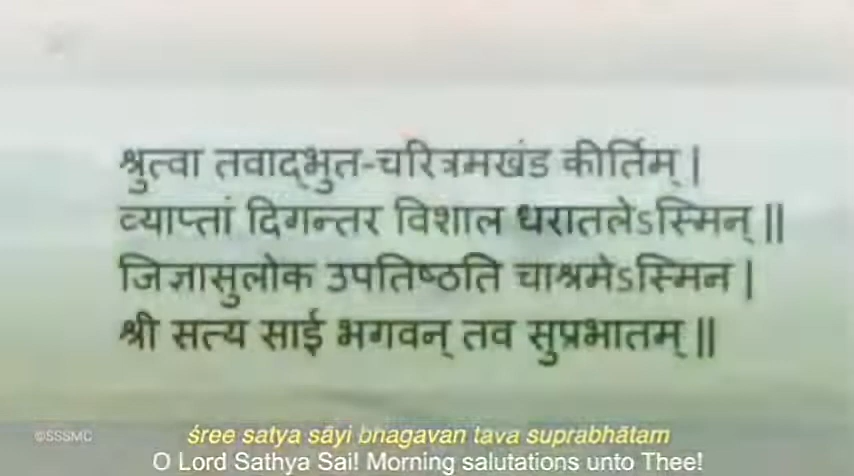 श्रुत्वा तवाद्भुत-चरित्रमखंड कीर्तिम् |
व्याप्तां दिगन्तर विशाल धरातलेऽस्मिन् ||
जिज्ञासुलोक उपतिष्ठति चाश्रमेऽस्मिन |
श्री सत्य साई भगवन् तव सुप्रभातम् ||
©SSSMC
śree satya sāyi bhagavan tava suprabhātam
O Lord Sathya Sai! Morning salutations unto Thee!